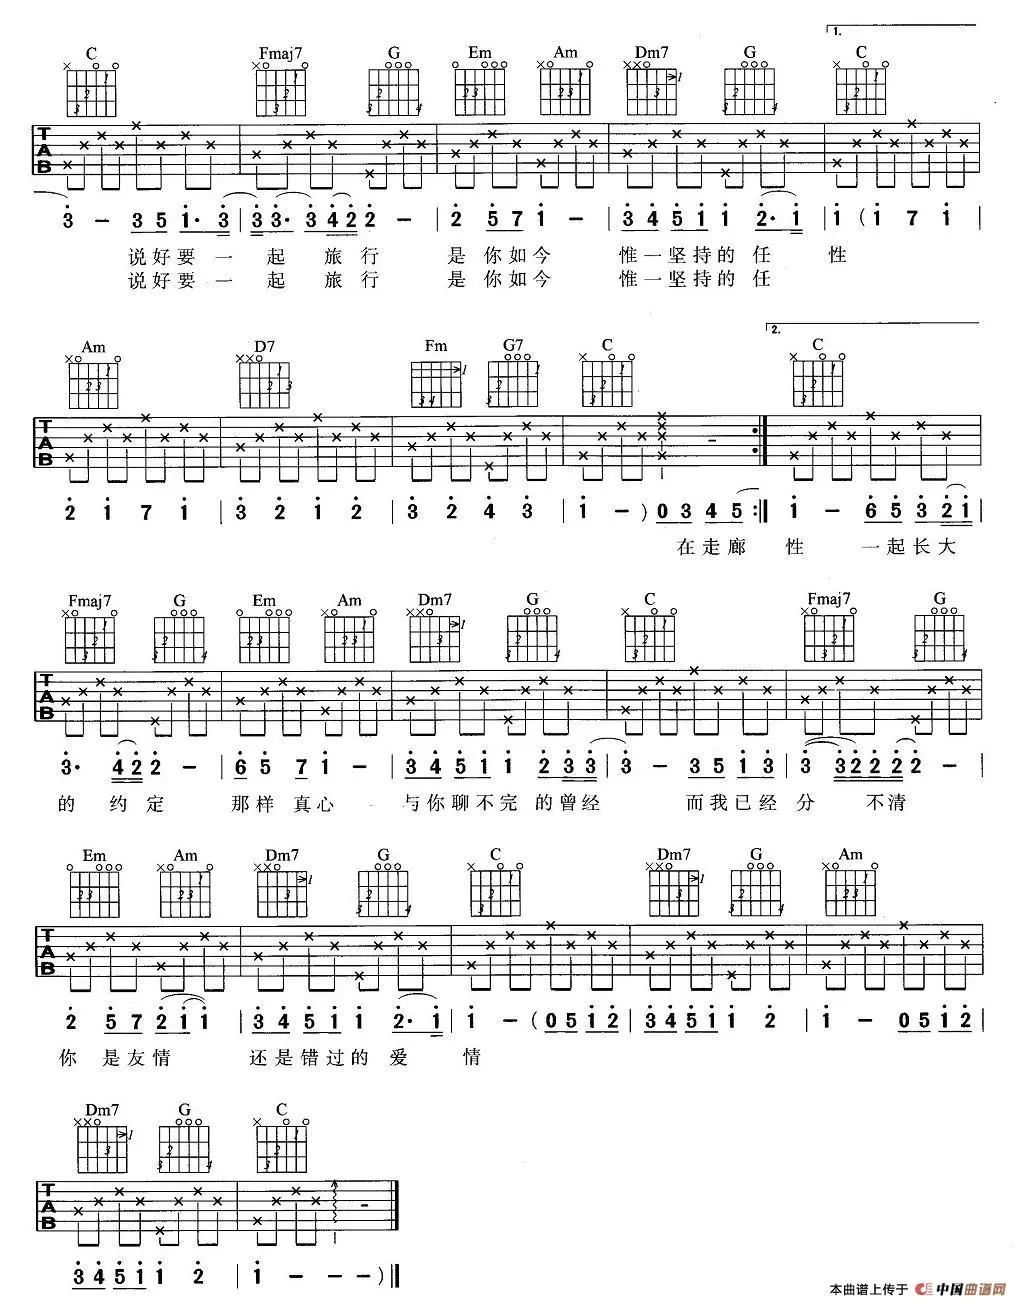 1.
C Fmaj7 G Em Am Dm7 G C
T A B
3 - 3 5 1· 3 | 3 3· 3 4 2 2 - | 2 5 7 1 - | 3 4 5 1 1 2· 1 | 1 ( 1 7 1 |
说好要一起旅行 是你如今 惟一坚持的任性
说好要一起旅行 是你如今 惟一坚持的任
2.
Am D7 Fm G7 C C
T A B
2 1 7 1 | 3 2 1 2 | 3 2 4 3 | 1 - ) 0 3 4 5 :|| 1 - 6 5 3 2 1 |
在走廊 性 一起长大
Fmaj7 G Em Am Dm7 G C Fmaj7 G
T A B
3· 4 2 2 - | 6 5 7 1 - | 3 4 5 1 1 2 3 3 | 3 - 3 5 1 3 | 3 3 2 2 2 2 - |
的约定 那样真心 与你聊不完的曾经 而我已经分不清
Em Am Dm7 G C Dm7 G Am
T A B
2 5 7 2 1 1 | 3 4 5 1 1 2· 1 | 1 - ( 0 5 1 2 | 3 4 5 1 1 2 | 1 - 0 5 1 2 |
你是友情 还是错过的爱情
Dm7 G C
T A B
3 4 5 1 1 2 | 1 - - - ) ||
本曲谱上传于 中国曲谱网